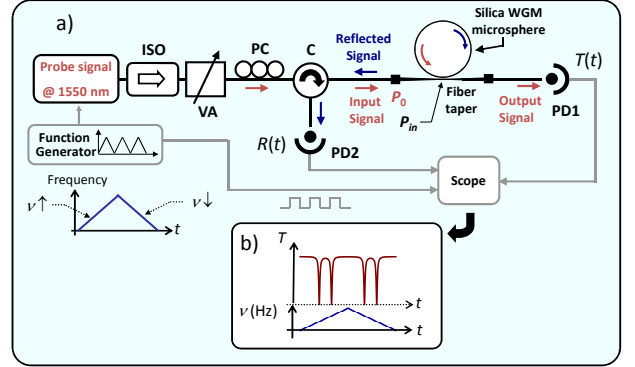 a)
Silica WGM
microsphere
ISO
PC
C
Reflected
Signal
T(t)
Probe signal
@ 1550 nm
VA
Input
Signal
P0
Pin
Fiber
taper
Output
Signal
PD1
Function
Generator
R(t)
PD2
Scope
Frequency
ν↑
ν↓
t
b)
T
t
ν (Hz)
t